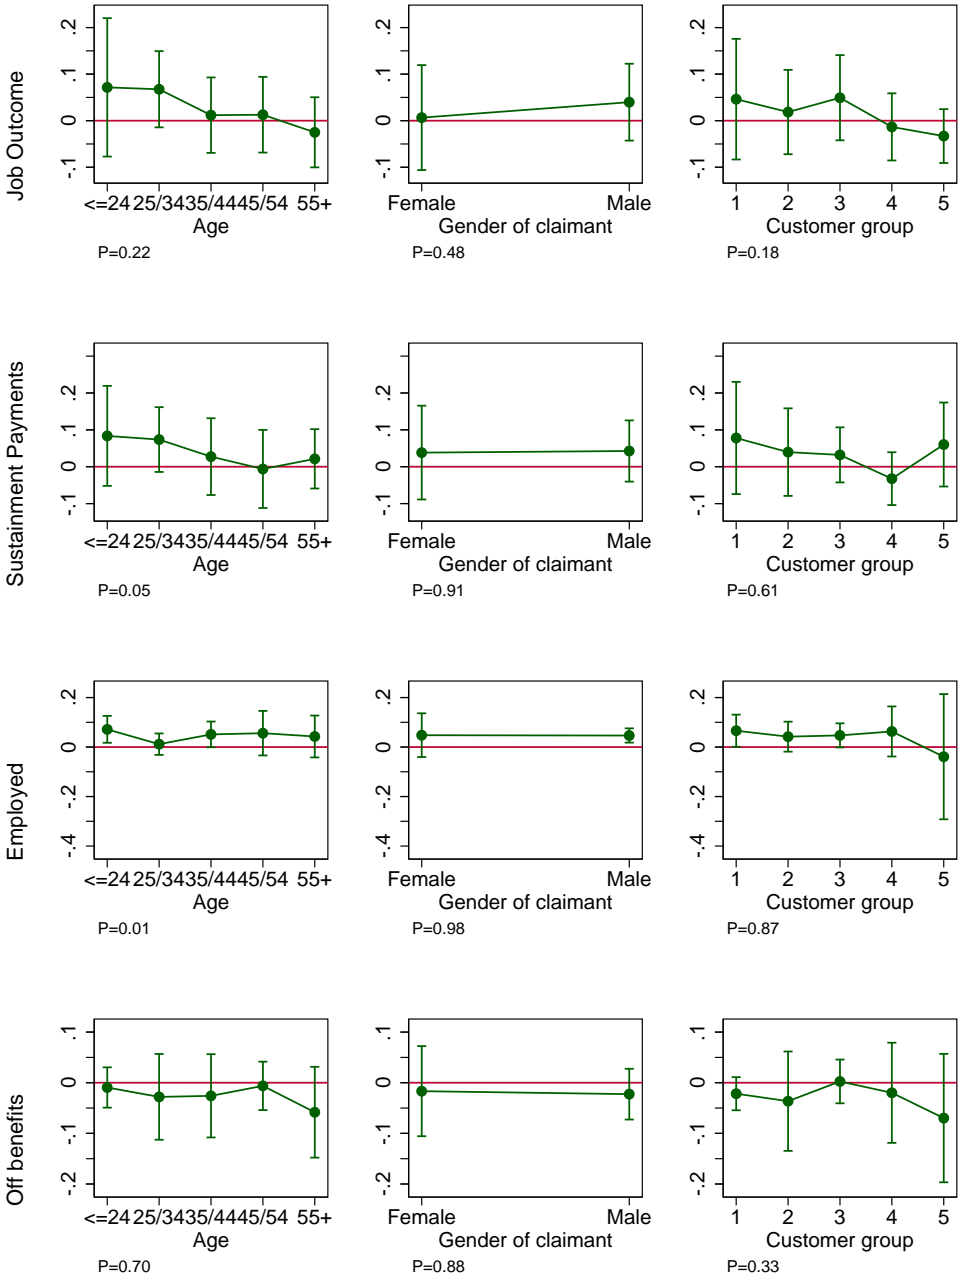 Job Outcome
.2
.1
0
-.1
<=24 25/34 35/44 45/54 55+
Age
P=0.22
.2
.1
0
-.1
Female Male
Gender of claimant
P=0.48
.2
.1
0
-.1
1 2 3 4 5
Customer group
P=0.18
Sustainment Payments
.2
.1
0
-.1
<=24 25/34 35/44 45/54 55+
Age
P=0.05
.2
.1
0
-.1
Female Male
Gender of claimant
P=0.91
.2
.1
0
-.1
1 2 3 4 5
Customer group
P=0.61
Employed
.2
0
-.2
-.4
<=24 25/34 35/44 45/54 55+
Age
P=0.01
.2
0
-.2
-.4
Female Male
Gender of claimant
P=0.98
.2
0
-.2
-.4
1 2 3 4 5
Customer group
P=0.87
Off benefits
.1
0
-.1
-.2
<=24 25/34 35/44 45/54 55+
Age
P=0.70
.1
0
-.1
-.2
Female Male
Gender of claimant
P=0.88
.1
0
-.1
-.2
1 2 3 4 5
Customer group
P=0.33